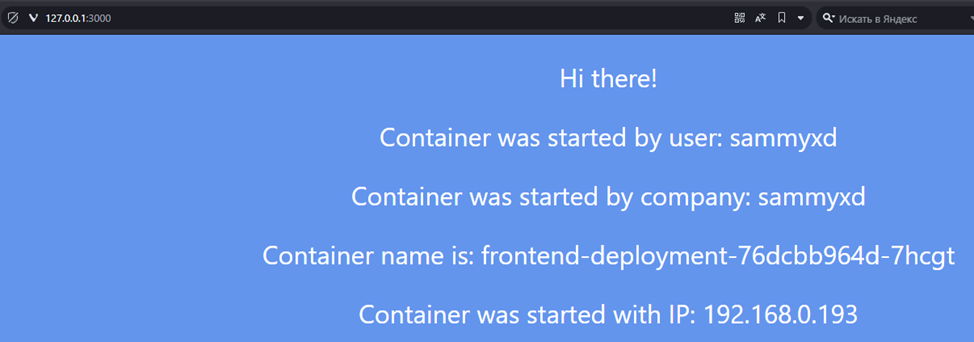 127.0.0.1:3000
Искать в Яндекс
Hi there!
Container was started by user: sammyxd
Container was started by company: sammyxd
Container name is: frontend-deployment-76dcbb964d-7hcgt
Container was started with IP: 192.168.0.193